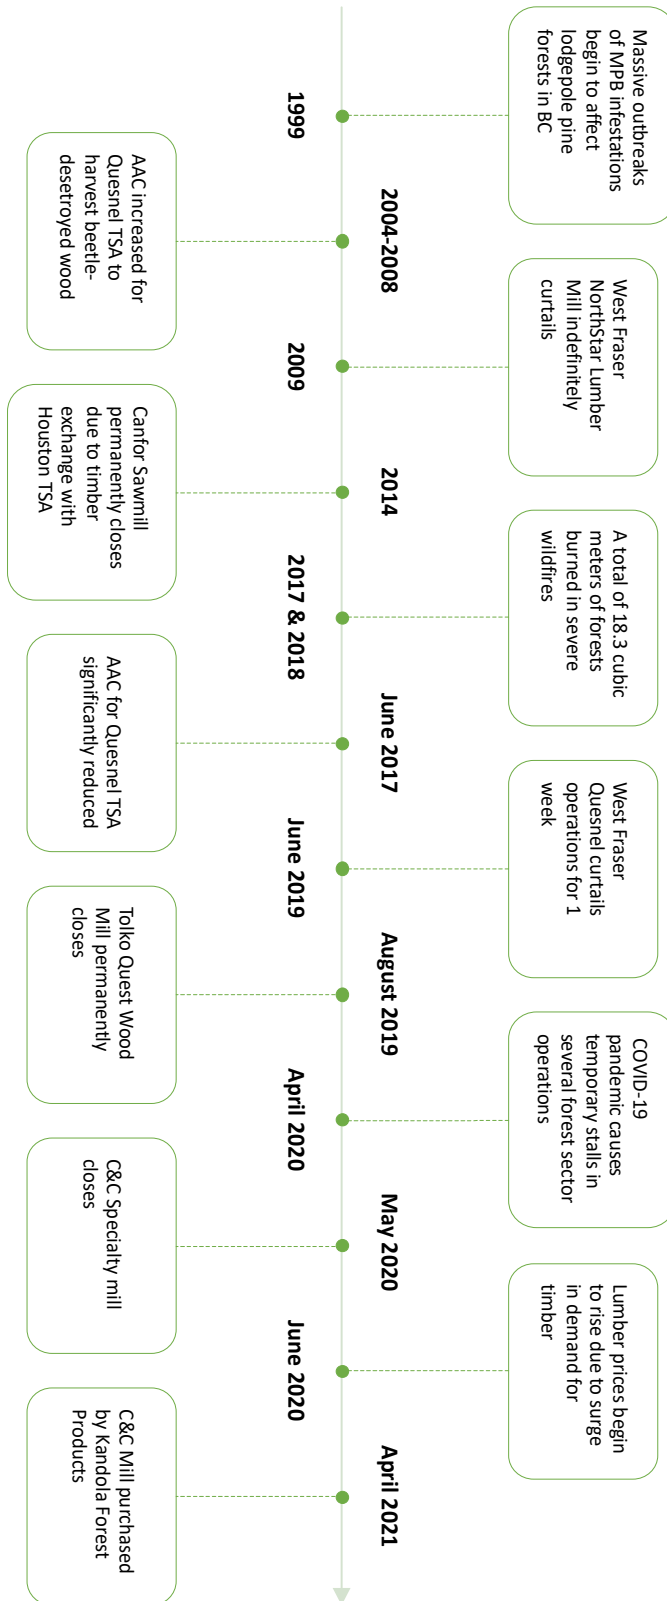 Massive outbreaks
of MPB infestations
begin to affect
lodgepole pine
forests in BC
1999
AAC increased for
Quesnel TSA to
harvest beetle-
desetroyed wood
2004-2008
West Fraser
NorthStar Lumber
Mill indefinitely
curtails
2009
Canfor Sawmill
permanently closes
due to timber
exchange with
Houston TSA
2014
A total of 18.3 cubic
meters of forests
burned in severe
wildfires
2017 & 2018
AAC for Quesnel TSA
significantly reduced
June 2017
West Fraser
Quesnel curtails
operations for 1
week
June 2019
Tolko Quest Wood
Mill permanently
closes
August 2019
COVID-19
pandemic causes
temporary stalls in
several forest sector
operations
April 2020
C&C Specialty mill
closes
May 2020
Lumber prices begin
to rise due to surge
in demand for
timber
June 2020
C&C Mill purchased
by Kandola Forest
Products
April 2021